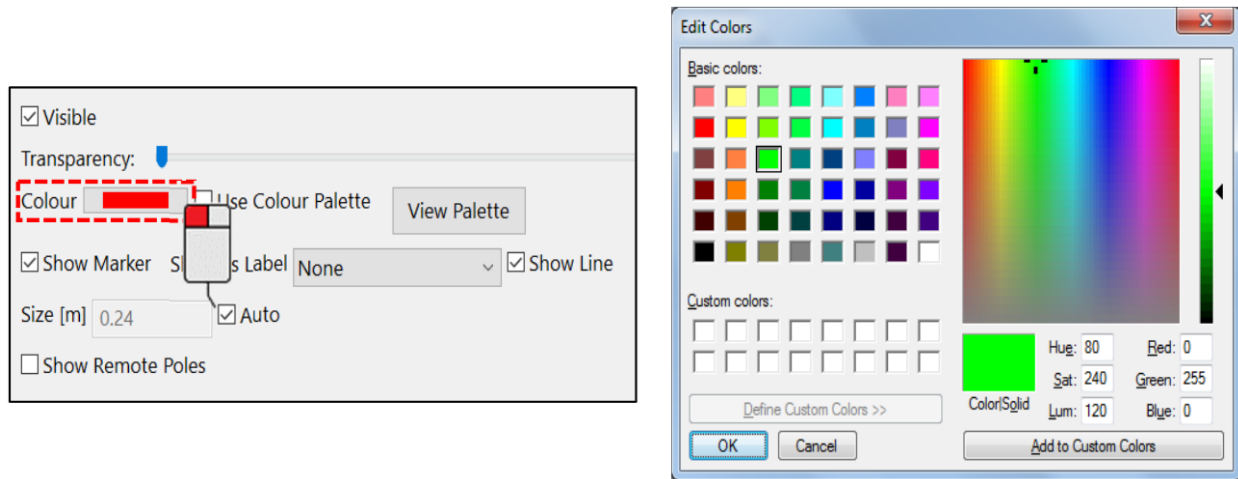 Visible
Transparency:
Colour Use Colour Palette View Palette
Show Marker Label None Show Line
Size [m] 0.24 Auto
Show Remote Poles
Edit Colors
X
Basic colors:
Custom colors:
Define Custom Colors >>
OK Cancel
Hue: 80 Red: 0
Sat: 240 Green: 255
Color|Solid Lum: 120 Blue: 0
Add to Custom Colors